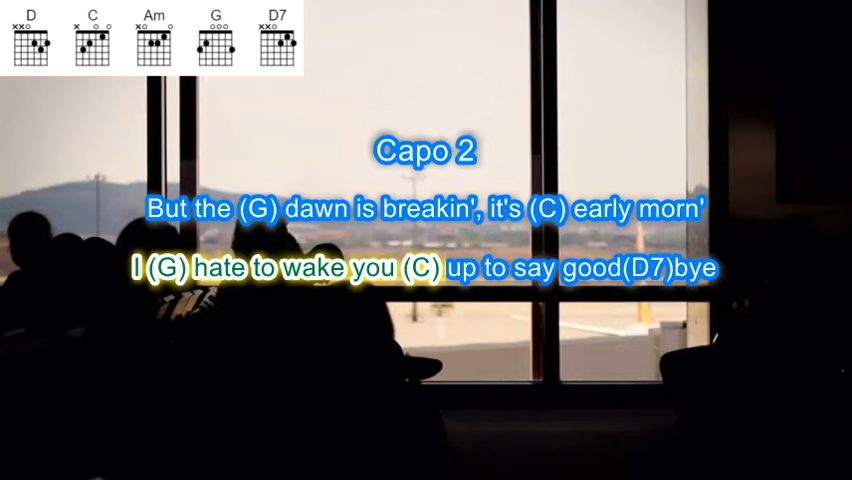 D C Am G D7
Capo 2
But the (G) dawn is breakin', it's (C) early morn'
I (G) hate to wake you (C) up to say good(D7)bye